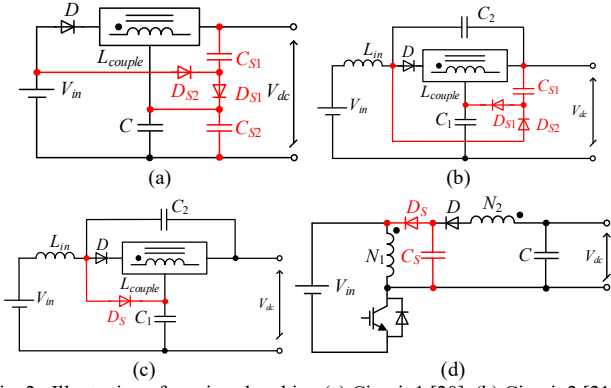 D
L_couple
C_S1
D_S2
D_S1
V_in
V_dc
C
C_S2
(a)
C_2
L_in
D
L_couple
C_S1
V_in
C_1
D_S1
D_S2
V_dc
(b)
C_2
L_in
D
L_couple
D_S
C_1
V_in
V_dc
(c)
D_S
D
N_2
N_1
C_S
C
V_in
V_dc
(d)